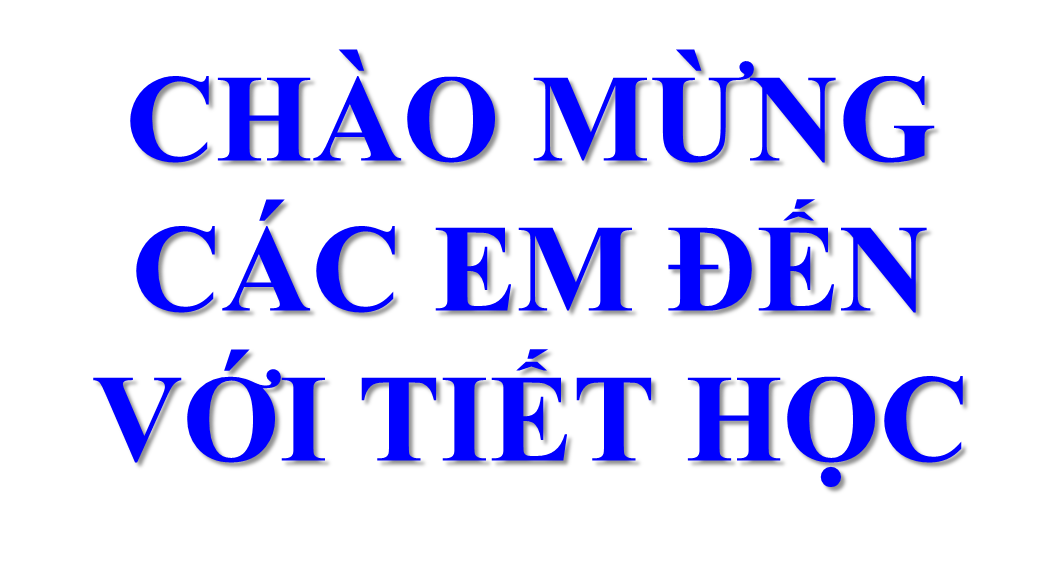 CHÀO MỪNG
CÁC EM ĐẾN
VỚI TIẾT HỌC